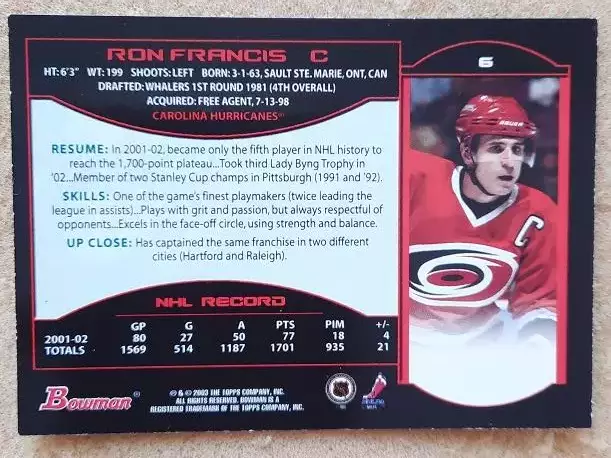 RON FRANCIS C
6
HT: 6'3" WT: 199 SHOOTS: LEFT BORN: 3-1-63, SAULT STE. MARIE, ONT, CAN
DRAFTED: WHALERS 1ST ROUND 1981 (4TH OVERALL)
ACQUIRED: FREE AGENT, 7-13-98
CAROLINA HURRICANES™
RESUME: In 2001-02, became only the fifth player in NHL history to
reach the 1,700-point plateau...Took third Lady Byng Trophy in
'02...Member of two Stanley Cup champs in Pittsburgh (1991 and '92).
SKILLS: One of the game's finest playmakers (twice leading the
league in assists)...Plays with grit and passion, but always respectful of
opponents...Excels in the face-off circle, using strength and balance.
UP CLOSE: Has captained the same franchise in two different
cities (Hartford and Raleigh).
C
NHL RECORD
GP G A PTS PIM +/-
2001-02 80 27 50 77 18 4
TOTALS 1569 514 1187 1701 935 21
Bowman®
® & © 2003 THE TOPPS COMPANY, INC.
ALL RIGHTS RESERVED. BOWMAN IS A
REGISTERED TRADEMARK OF THE TOPPS COMPANY, INC.
NHL